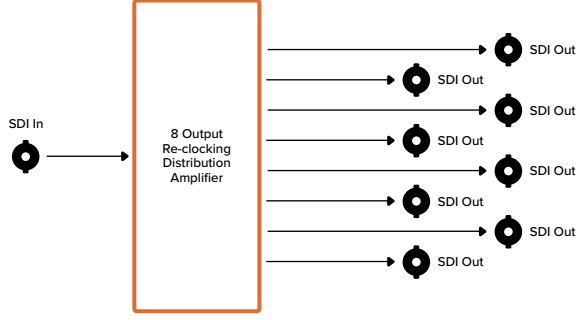 SDI Out
SDI Out
SDI Out
SDI In
8 Output
Re-clocking
Distribution
Amplifier
SDI Out
SDI Out
SDI Out
SDI Out
SDI Out